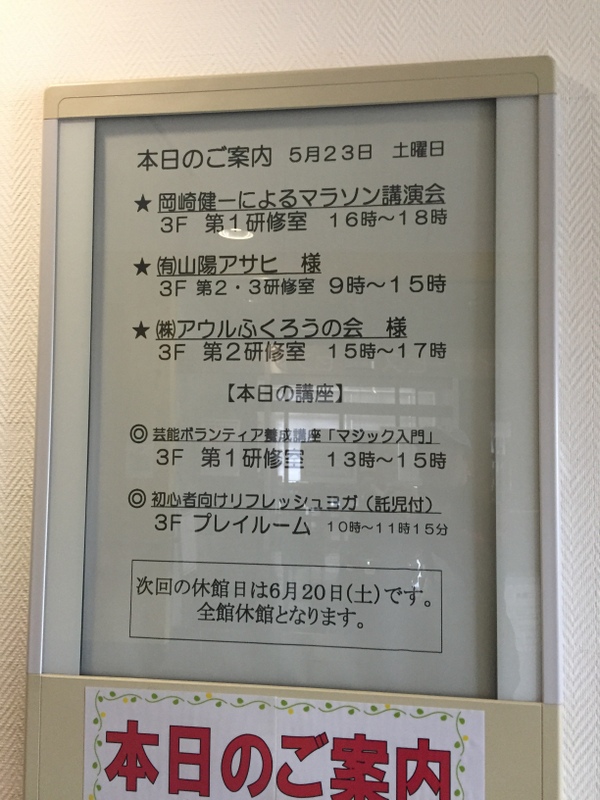 本日のご案内 5月23日 土曜日
★ 岡崎健一によるマラソン講演会
3F 第1研修室 16時～18時
★ ㈲山陽アサヒ 様
3F 第2・3研修室 9時～15時
★ ㈱アウルふくろうの会 様
3F 第2研修室 15時～17時
【本日の講座】
◎ 芸能ボランティア養成講座「マジック入門」
3F 第1研修室 13時～15時
◎ 初心者向けリフレッシュヨガ（託児付）
3F プレイルーム 10時～11時15分
次回の休館日は6月20日(土)です。
全館休館となります。
本日のご案内